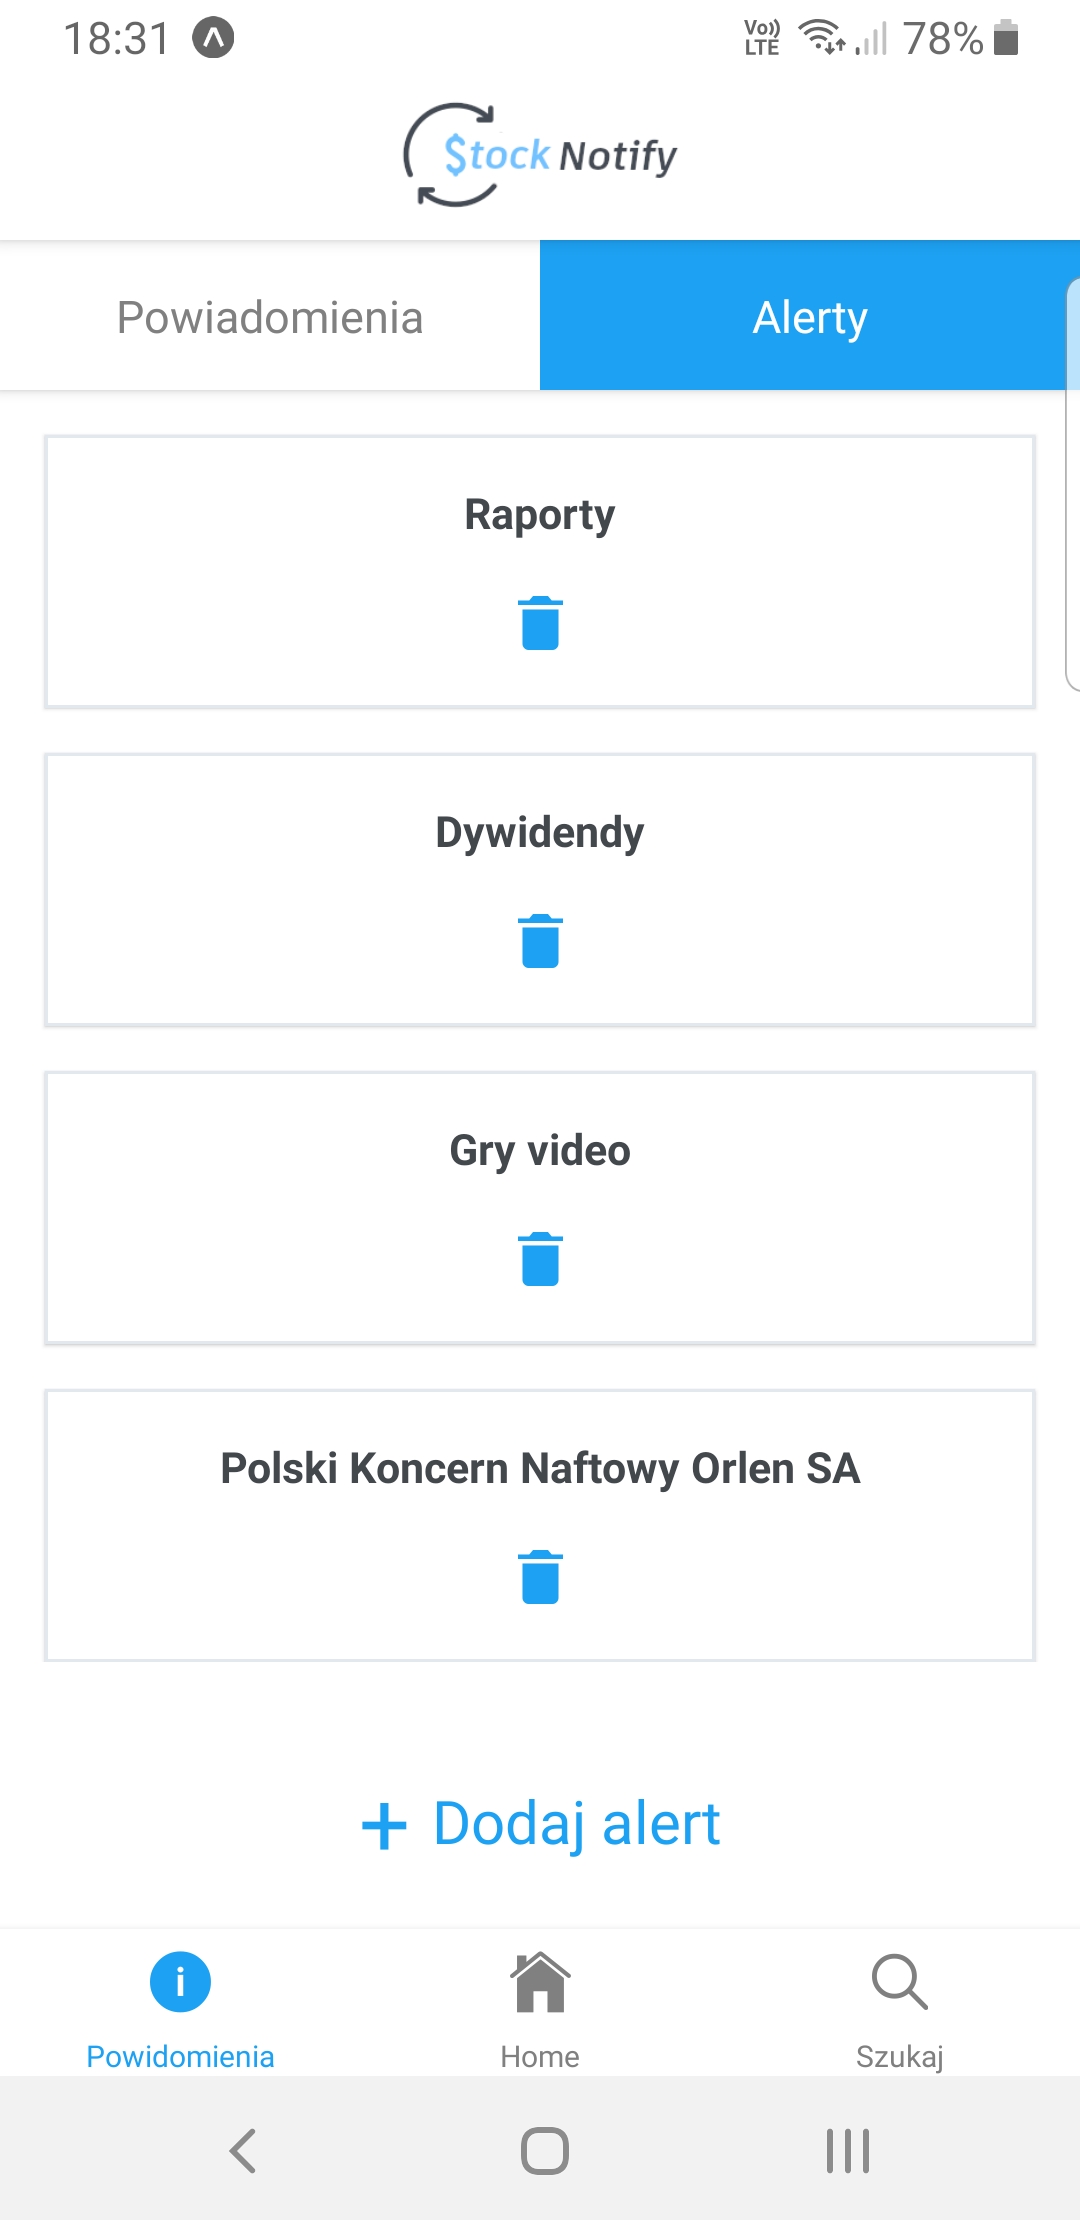 18:31
Vo)) LTE 78%
$tock Notify
Powiadomienia Alerty
Raporty
Dywidendy
Gry video
Polski Koncern Naftowy Orlen SA
+ Dodaj alert
Powidomienia Home Szukaj